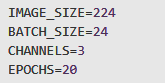 IMAGE_SIZE=224
BATCH_SIZE=24
CHANNELS=3
EPOCHS=20